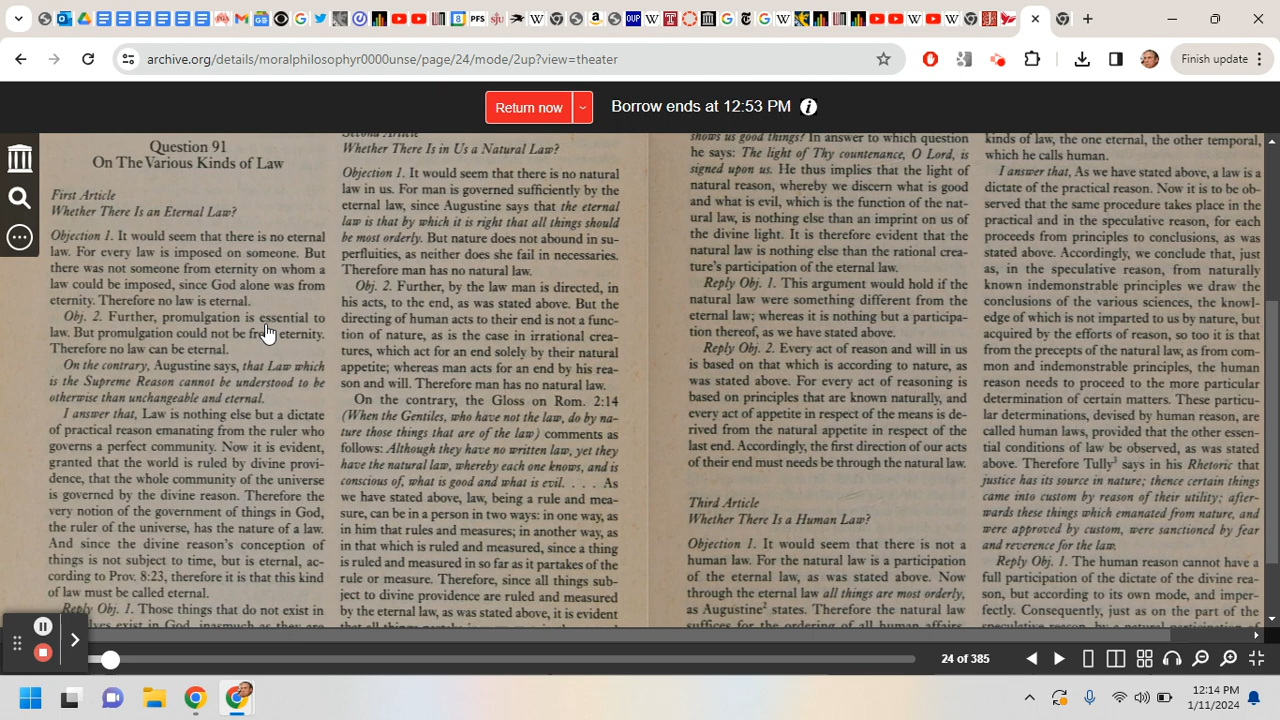 Finish update
archive.org/details/moralphilosophyr0000unse/page/24/mode/2up?view=theater
Return now
Borrow ends at 12:53 PM
Question 91
On The Various Kinds of Law
First Article
Whether There Is an Eternal Law?
Objection 1. It would seem that there is no eternal
law. For every law is imposed on someone. But
there was not someone from eternity on whom a
law could be imposed, since God alone was from
eternity. Therefore no law is eternal.
Obj. 2. Further, promulgation is essential to
law. But promulgation could not be from eternity.
Therefore no law can be eternal.
On the contrary, Augustine says, that Law which
is the Supreme Reason cannot be understood to be
otherwise than unchangeable and eternal.
I answer that, Law is nothing else but a dictate
of practical reason emanating from the ruler who
governs a perfect community. Now it is evident,
granted that the world is ruled by divine provi-
dence, that the whole community of the universe
is governed by the divine reason. Therefore the
very notion of the government of things in God,
the ruler of the universe, has the nature of a law.
And since the divine reason's conception of
things is not subject to time, but is eternal, ac-
cording to Prov. 8:23, therefore it is that this kind
of law must be called eternal.
Reply Obj. 1. Those things that do not exist in
exist in God, inasmuch as they are
Second Article
Whether There Is in Us a Natural Law?
Objection 1. It would seem that there is no natural
law in us. For man is governed sufficiently by the
eternal law, since Augustine says that the eternal
law is that by which it is right that all things should
be most orderly. But nature does not abound in su-
perfluities, as neither does she fail in necessaries.
Therefore man has no natural law.
Obj. 2. Further, by the law man is directed, in
his acts, to the end, as was stated above. But the
directing of human acts to their end is not a func-
tion of nature, as is the case in irrational crea-
tures, which act for an end solely by their natural
appetite; whereas man acts for an end by his rea-
son and will. Therefore man has no natural law.
On the contrary, the Gloss on Rom. 2:14
(When the Gentiles, who have not the law, do by na-
ture those things that are of the law) comments as
follows: Although they have no written law, yet they
have the natural law, whereby each one knows, and is
conscious of, what is good and what is evil. . . . As
we have stated above, law, being a rule and mea-
sure, can be in a person in two ways: in one way, as
in him that rules and measures; in another way, as
in that which is ruled and measured, since a thing
is ruled and measured in so far as it partakes of the
rule or measure. Therefore, since all things sub-
ject to divine providence are ruled and measured
by the eternal law, as was stated above, it is evident
that all things partake
shows us good things? In answer to which question
he says: The light of Thy countenance, O Lord, is
signed upon us. He thus implies that the light of
natural reason, whereby we discern what is good
and what is evil, which is the function of the nat-
ural law, is nothing else than an imprint on us of
the divine light. It is therefore evident that the
natural law is nothing else than the rational crea-
ture's participation of the eternal law.
Reply Obj. 1. This argument would hold if the
natural law were something different from the
eternal law; whereas it is nothing but a participa-
tion thereof, as we have stated above.
Reply Obj. 2. Every act of reason and will in us
is based on that which is according to nature, as
was stated above. For every act of reasoning is
based on principles that are known naturally, and
every act of appetite in respect of the means is de-
rived from the natural appetite in respect of the
last end. Accordingly, the first direction of our acts
of their end must needs be through the natural law.
Third Article
Whether There Is a Human Law?
Objection 1. It would seem that there is not a
human law. For the natural law is a participation
of the eternal law, as was stated above. Now
through the eternal law all things are most orderly,
as Augustine2 states. Therefore the natural law
suffices for the ordering of all human affairs.
kinds of law, the one eternal, the other temporal,
which he calls human.
I answer that, As we have stated above, a law is a
dictate of the practical reason. Now it is to be ob-
served that the same procedure takes place in the
practical and in the speculative reason, for each
proceeds from principles to conclusions, as was
stated above. Accordingly, we conclude that, just
as, in the speculative reason, from naturally
known indemonstrable principles we draw the
conclusions of the various sciences, the knowl-
edge of which is not imparted to us by nature, but
acquired by the efforts of reason, so too it is that
from the precepts of the natural law, as from com-
mon and indemonstrable principles, the human
reason needs to proceed to the more particular
determination of certain matters. These particu-
lar determinations, devised by human reason, are
called human laws, provided that the other essen-
tial conditions of law be observed, as was stated
above. Therefore Tully3 says in his Rhetoric that
justice has its source in nature; thence certain things
came into custom by reason of their utility; after-
wards these things which emanated from nature, and
were approved by custom, were sanctioned by fear
and reverence for the law.
Reply Obj. 1. The human reason cannot have a
full participation of the dictate of the divine rea-
son, but according to its own mode, and imper-
fectly. Consequently, just as on the part of the
speculative reason, by a natural participation of
24 of 385
12:14 PM
1/11/2024